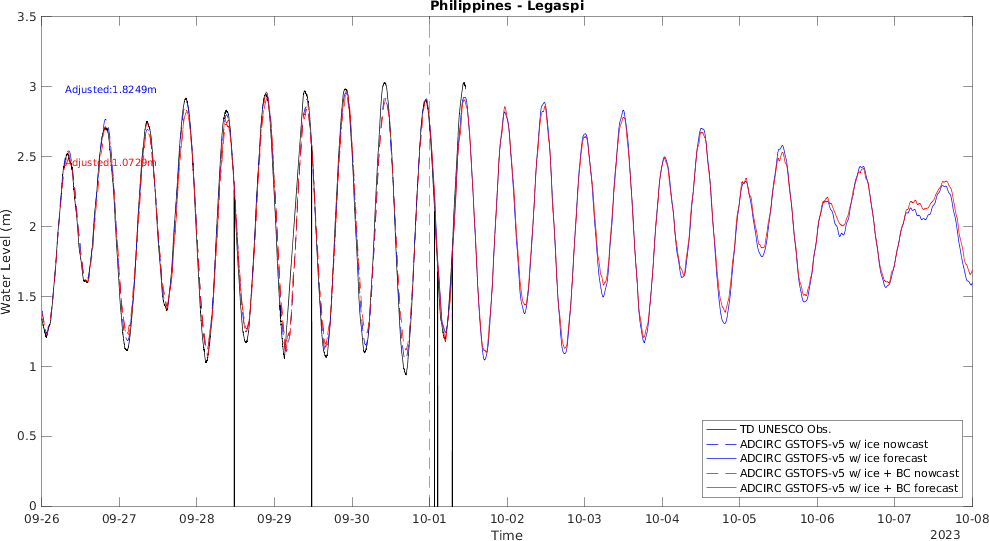 Philippines - Legaspi
3.5
3
2.5
2
1.5
1
0.5
0
Water Level (m)
Adjusted:1.8249m
Adjusted:1.0729m
TD UNESCO Obs.
ADCIRC GSTOFS-v5 w/ ice nowcast
ADCIRC GSTOFS-v5 w/ ice forecast
ADCIRC GSTOFS-v5 w/ ice + BC nowcast
ADCIRC GSTOFS-v5 w/ ice + BC forecast
09-26 09-27 09-28 09-29 09-30 10-01 10-02 10-03 10-04 10-05 10-06 10-07 10-08
Time
2023